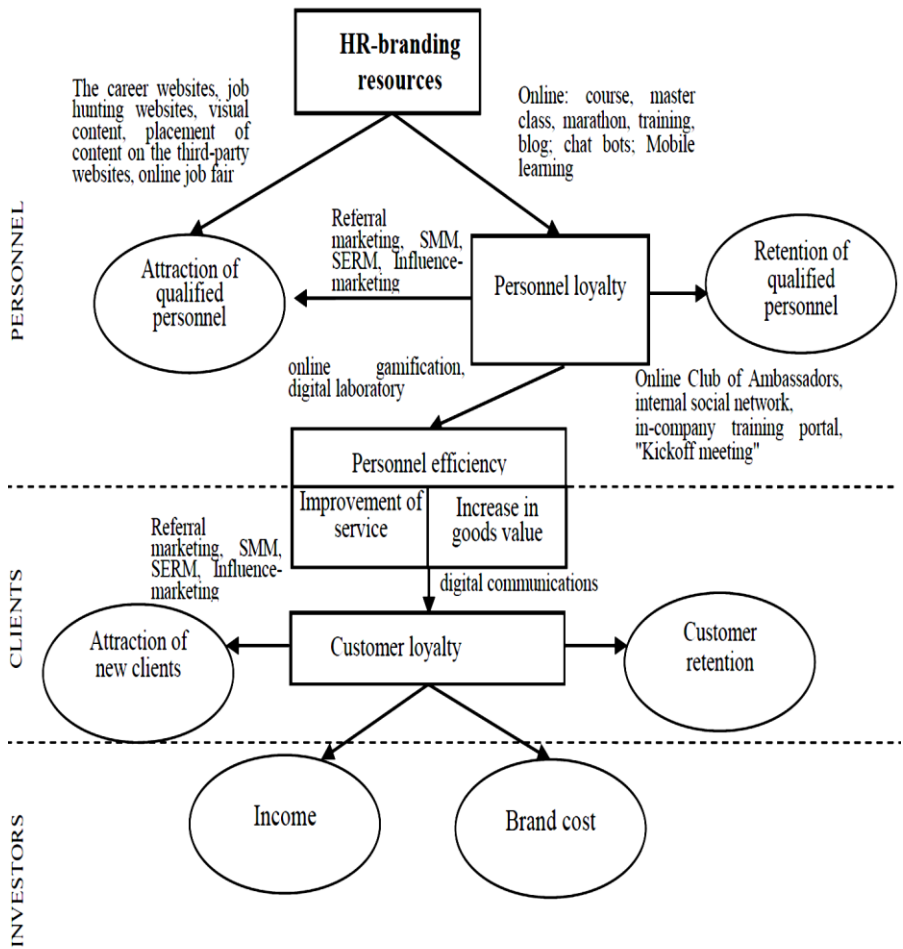 HR-branding
resources
The career websites, job
hunting websites, visual
content, placement of
content on the third-party
websites, online job fair
Online: course, master
class, marathon, training,
blog; chat bots; Mobile
learning
PERSONNEL
Attraction of
qualified
personnel
Referral
marketing, SMM,
SERM, Influence-
marketing
Personnel loyalty
Retention of
qualified
personnel
online gamification,
digital laboratory
Online Club of Ambassadors,
internal social network,
in-company training portal,
"Kickoff meeting"
Personnel efficiency
Improvement of
service
Increase in
goods value
CLIENTS
Referral
marketing, SMM,
SERM, Influence-
marketing
digital communications
Attraction of
new clients
Customer loyalty
Customer
retention
INVESTORS
Income
Brand cost